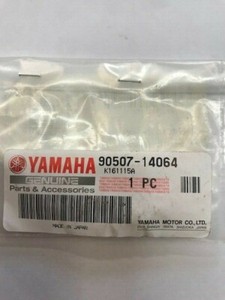 YAMAHA 90507-14064
K161115A
GENUINE
Parts & Accessories
1 PC
MADE IN JAPAN
YAMAHA MOTOR CO., LTD.